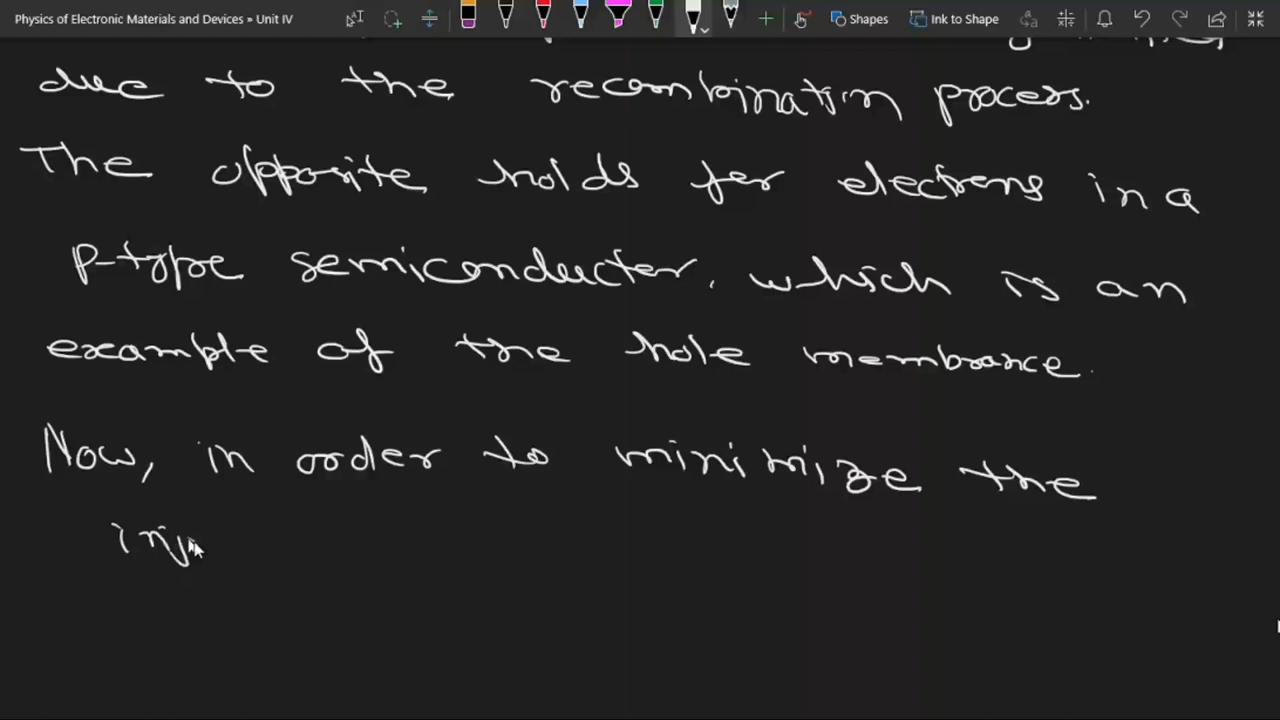 Physics of Electronic Materials and Devices » Unit IV
Shapes
Ink to Shape
due to the recombination process.
The opposite holds for electrons in a
p-type semiconductor, which is an
example of the hole membrance.
Now, in order to minimize the
inj